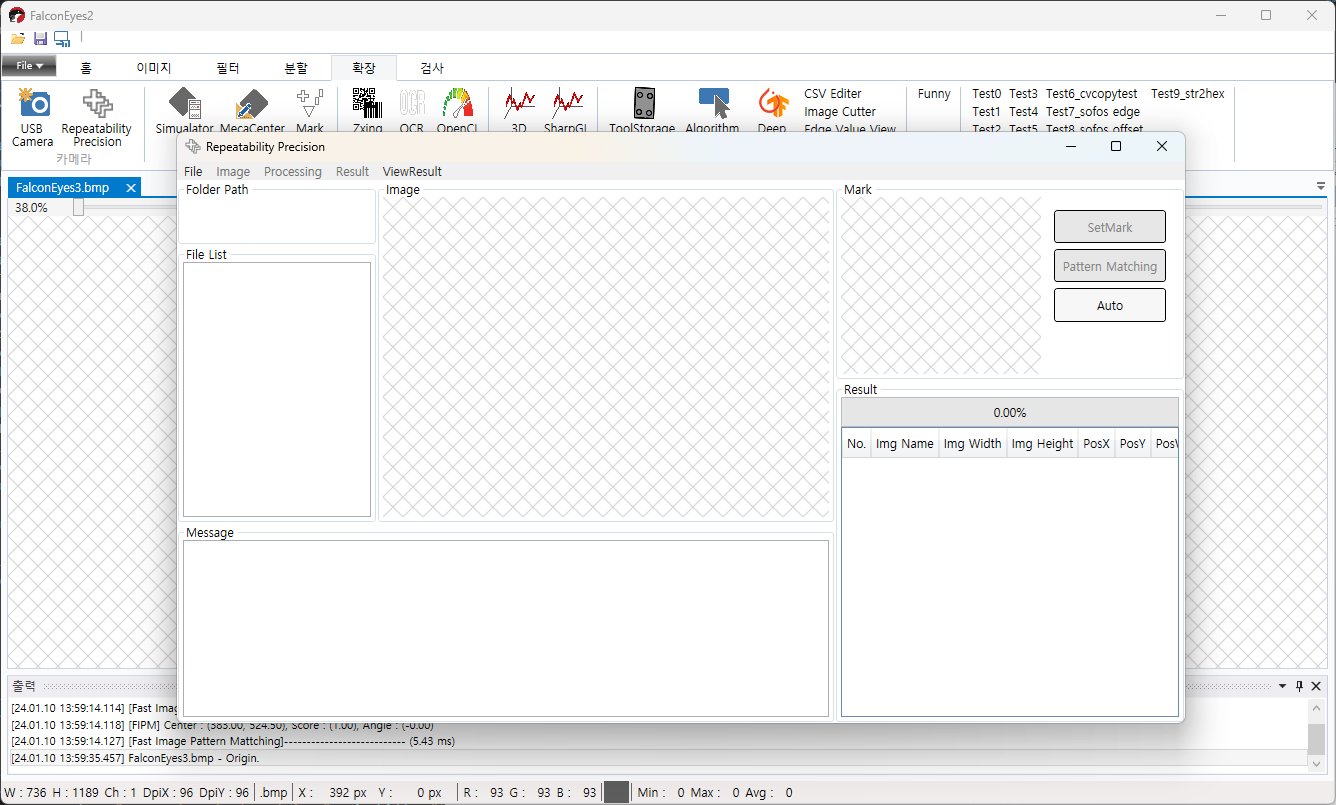 FalconEyes2
File
홈
이미지
필터
분할
확장
검사
USB Camera
Repeatability Precision
카메라
Simualator
MecaCenter
Mark
Zxing
OCR
OpenCL
3D
SharpGL
ToolStorage
Algorithm
Deep
CSV Editer
Image Cutter
Edge Value View
Funny
Test0 Test3 Test6_cvcopytest Test9_str2hex
Test1 Test4 Test7_sofos edge
Test2 Test5 Test8_sofos offset
Repeatability Precision
File Image Processing Result ViewResult
FalconEyes3.bmp
38.0%
Folder Path
File List
Image
Mark
SetMark
Pattern Matching
Auto
Result
0.00%
No. Img Name Img Width Img Height PosX PosY
Message
출력
[24.01.10 13:59:14.114] [Fast Imag
[24.01.10 13:59:14.118] [FIPM] Center : (383.00, 524.50), Score : (1.00), Angle : (-0.00)
[24.01.10 13:59:14.127] [Fast Image Pattern Mattching]--------------------------- (5.43 ms)
[24.01.10 13:59:35.457] FalconEyes3.bmp - Origin.
W : 736 H : 1189 Ch : 1 DpiX : 96 DpiY : 96 .bmp X : 392 px Y : 0 px R : 93 G : 93 B : 93 Min : 0 Max : 0 Avg : 0